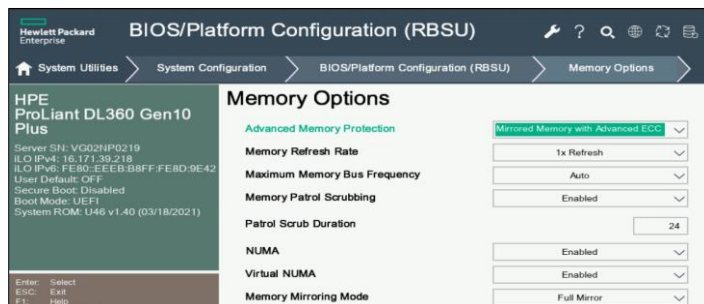 Hewlett Packard
Enterprise
BIOS/Platform Configuration (RBSU)
System Utilities
System Configuration
BIOS/Platform Configuration (RBSU)
Memory Options
HPE
ProLiant DL360 Gen10
Plus
Server SN: VG02NP0219
iLO IPv4: 16.171.39.218
iLO IPv6: FE80::EEEB:B8FF:FE8D:9E42
User Default: OFF
Secure Boot: Disabled
Boot Mode: UEFI
System ROM: U46 v1.40 (03/18/2021)
Enter: Select
ESC: Exit
F1: Help
Memory Options
Advanced Memory Protection
Mirrored Memory with Advanced ECC
Memory Refresh Rate
1x Refresh
Maximum Memory Bus Frequency
Auto
Memory Patrol Scrubbing
Enabled
Patrol Scrub Duration
24
NUMA
Enabled
Virtual NUMA
Enabled
Memory Mirroring Mode
Full Mirror